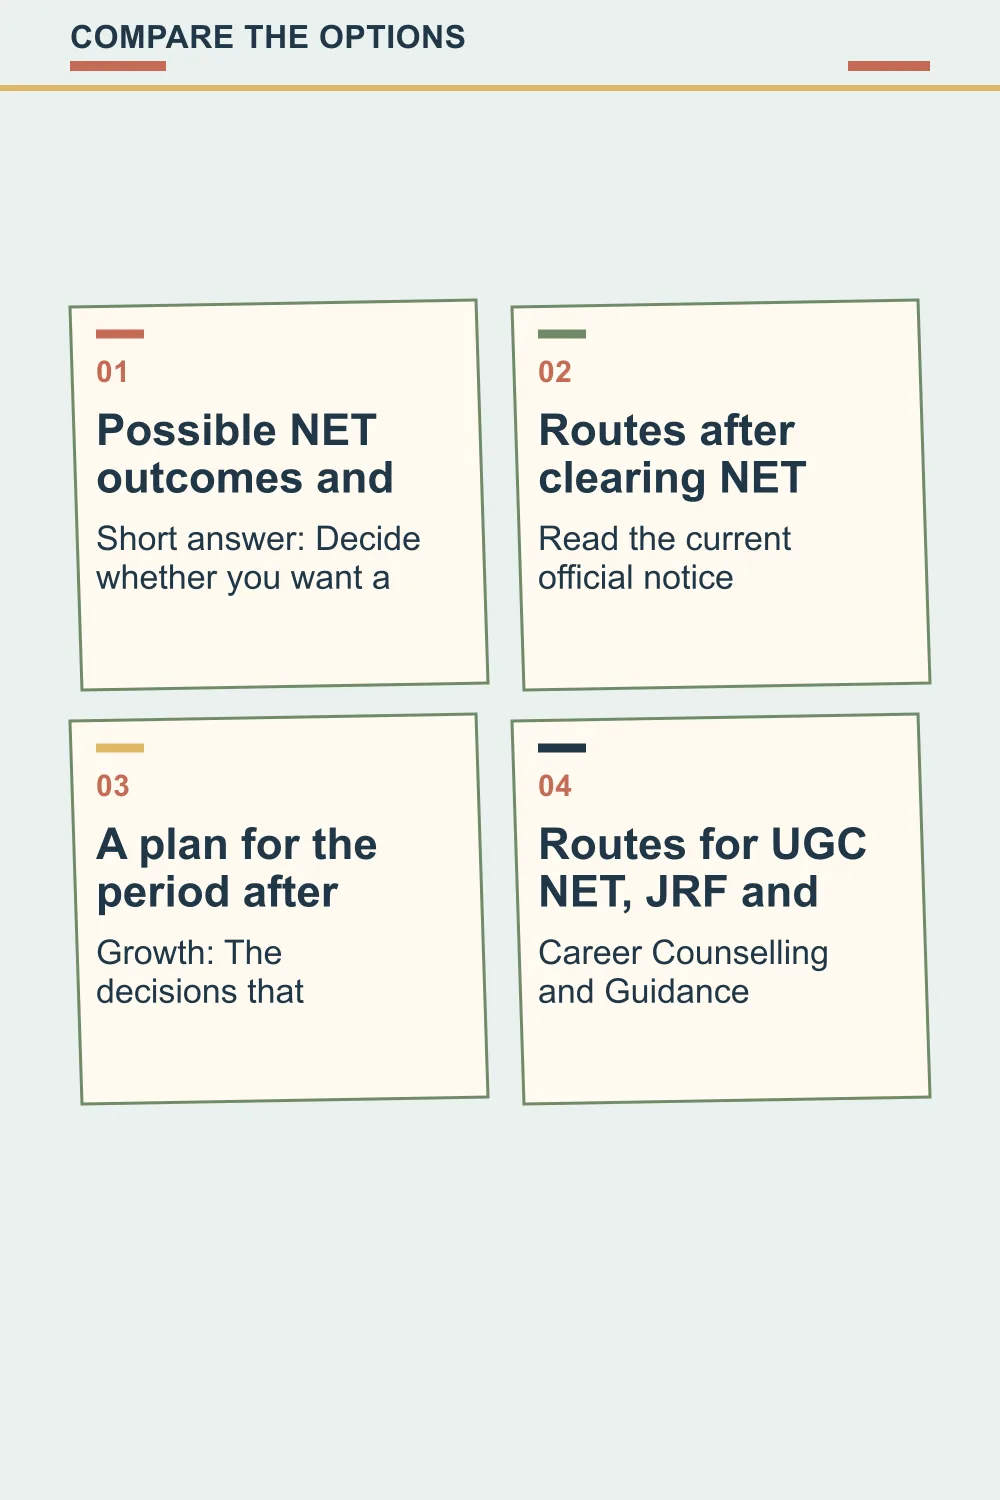 COMPARE THE OPTIONS
01
Possible NET
outcomes and
Short answer: Decide
whether you want a
02
Routes after
clearing NET
Read the current
official notice
03
A plan for the
period after
Growth: The
decisions that
04
Routes for UGC
NET, JRF and
Career Counselling
and Guidance